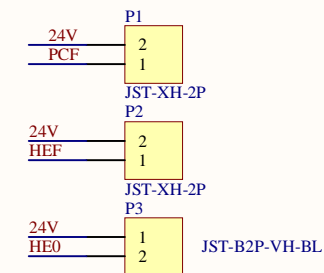 P1
24V 2
PCF 1
JST-XH-2P
P2
24V 2
HEF 1
JST-XH-2P
P3
24V 1
HE0 2 JST-B2P-VH-BL